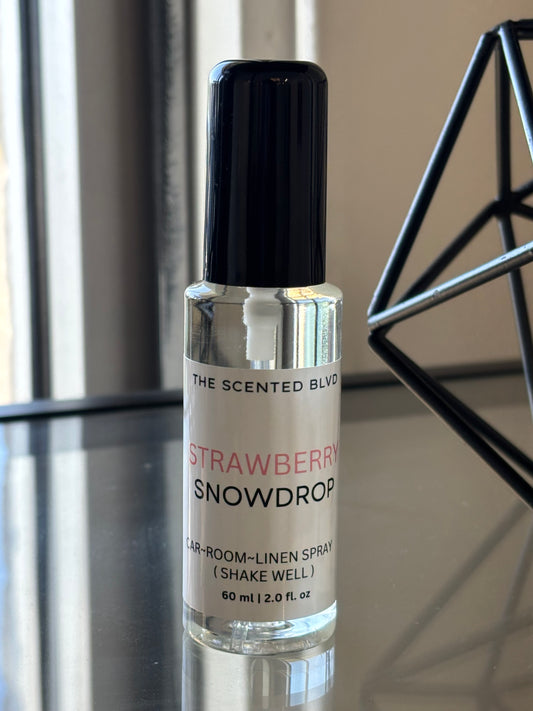 THE SCENTED BLVD
STRAWBERRY
SNOWDROP
CAR~ROOM~LINEN SPRAY
( SHAKE WELL )
60 ml | 2.0 fl. oz